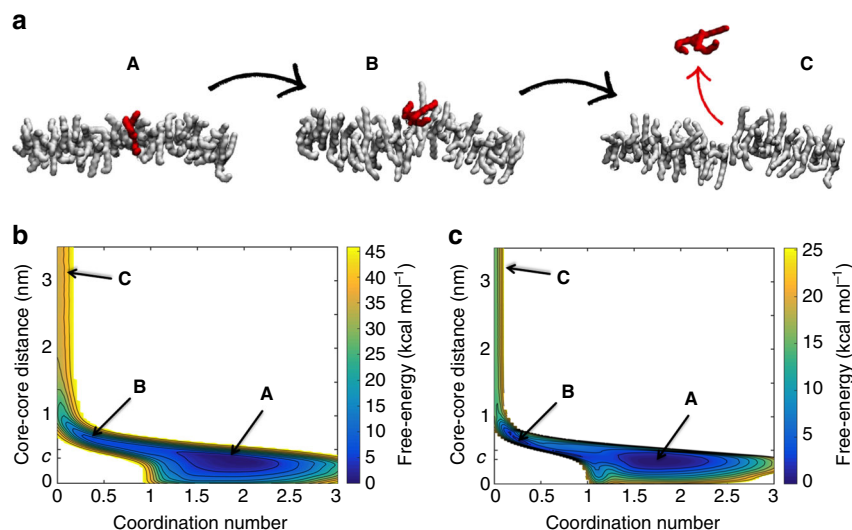 a
A
B
C
b
Core-core distance (nm)
3
2
1
c
0
C
B
A
0
0.5
1
1.5
2
2.5
3
Coordination number
45
40
35
30
25
20
15
10
5
0
Free-energy (kcal mol⁻¹)
c
Core-core distance (nm)
3
2
1
c
0
C
B
A
0
0.5
1
1.5
2
2.5
3
Coordination number
25
20
15
10
5
0
Free-energy (kcal mol⁻¹)